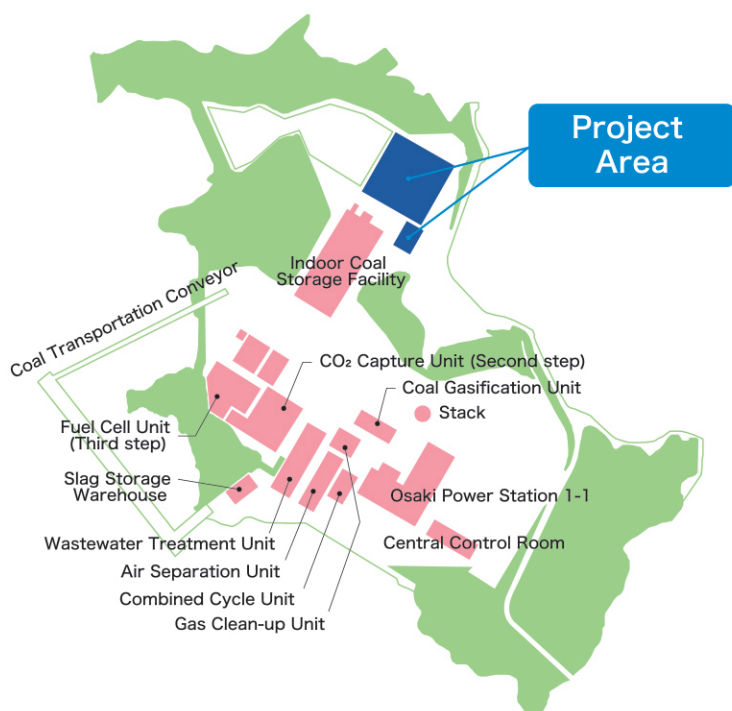 Project
Area
Indoor Coal
Storage Facility
Coal Transportation Conveyor
CO₂ Capture Unit (Second step)
Coal Gasification Unit
Stack
Fuel Cell Unit
(Third step)
Slag Storage
Warehouse
Osaki Power Station 1-1
Wastewater Treatment Unit
Central Control Room
Air Separation Unit
Combined Cycle Unit
Gas Clean-up Unit